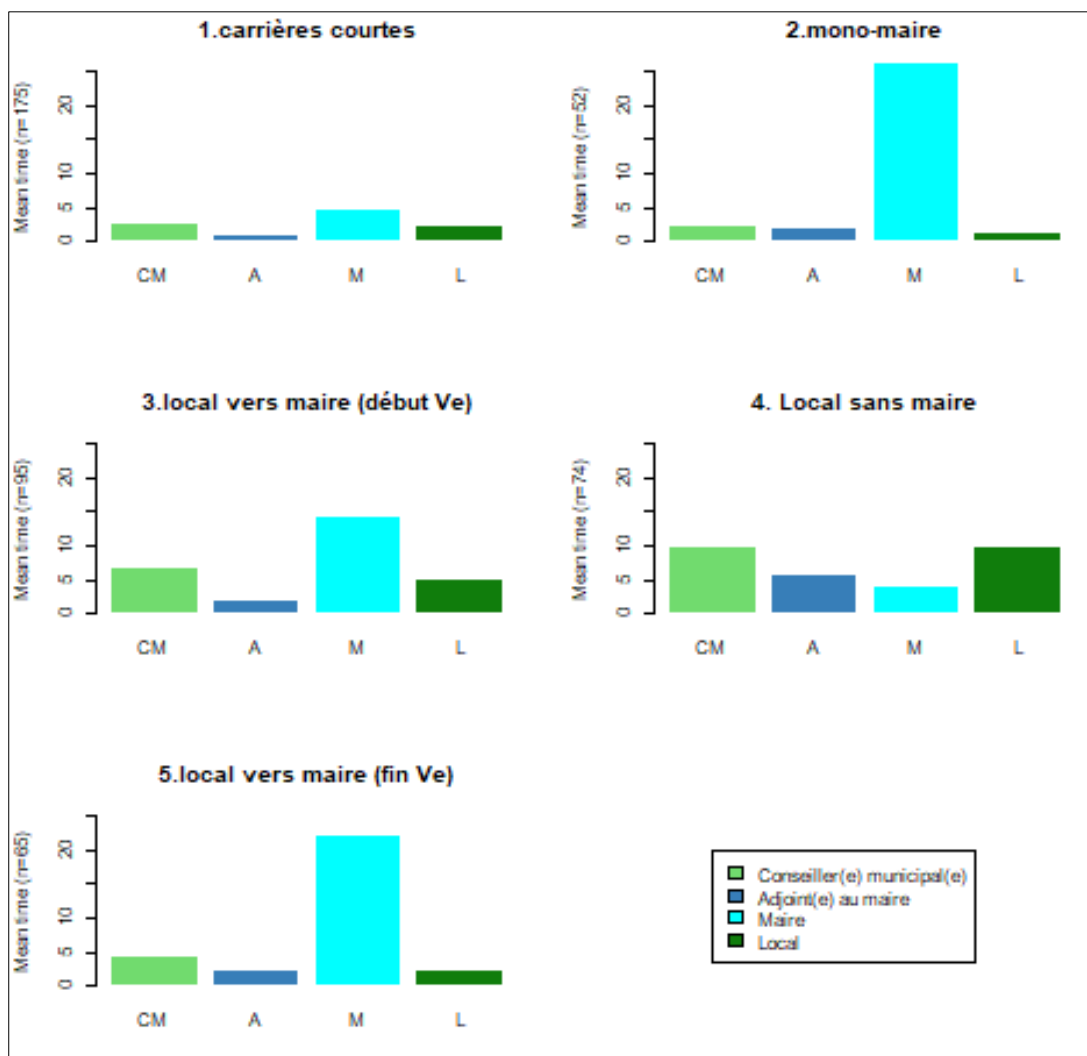 1.carrières courtes
Mean time (n=175)
0
5
10
20
CM A M L
2.mono-maire
Mean time (n=52)
0
5
10
20
CM A M L
3.local vers maire (début Ve)
Mean time (n=95)
0
5
10
20
CM A M L
4. Local sans maire
Mean time (n=74)
0
5
10
20
CM A M L
5.local vers maire (fin Ve)
Mean time (n=65)
0
5
10
20
CM A M L
Conseiller(e) municipal(e)
Adjoint(e) au maire
Maire
Local